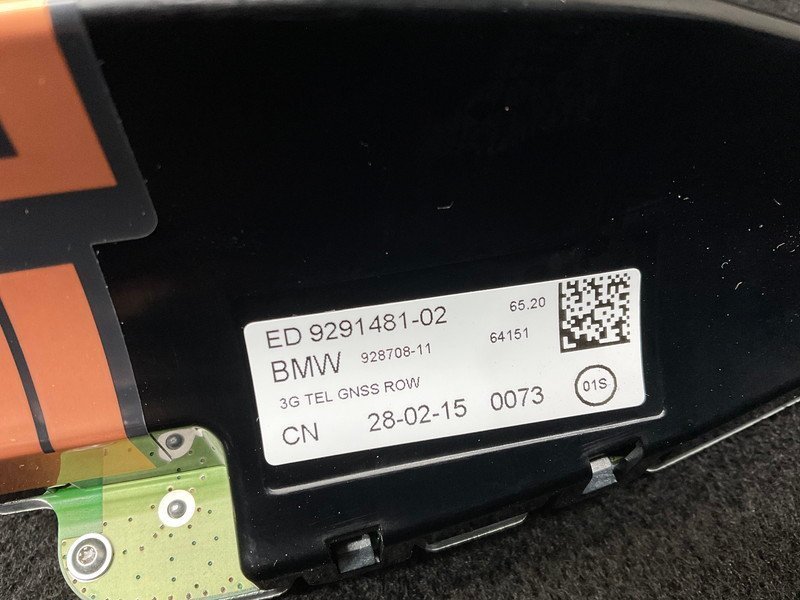 ED 9291481-02 65.20
BMW 928708-11 64151
3G TEL GNSS ROW
CN 28-02-15 0073 01S